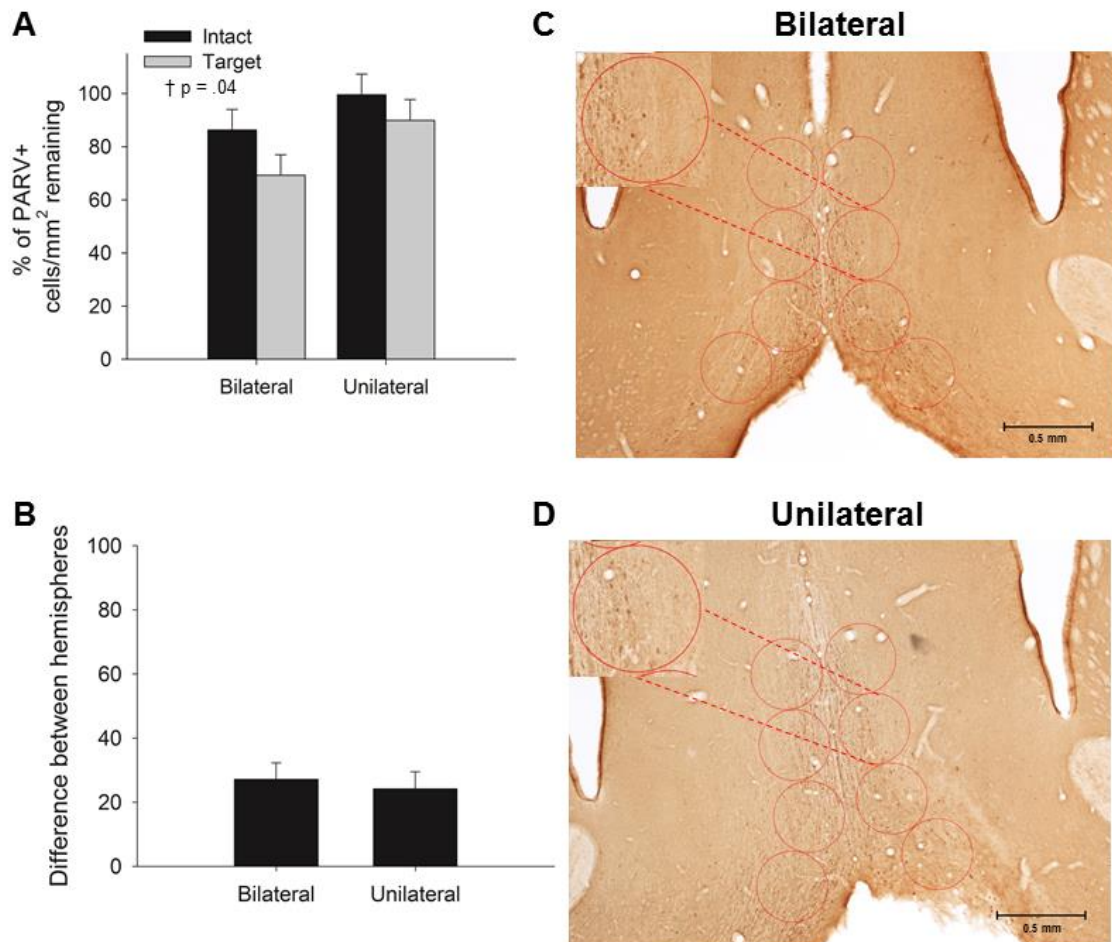 A
Intact
Target
† p = .04
% of PARV+
cells/mm² remaining
100
80
60
40
20
0
Bilateral
Unilateral
B
Difference between hemispheres
100
80
60
40
20
0
Bilateral
Unilateral
C
Bilateral
0.5 mm
D
Unilateral
0.5 mm